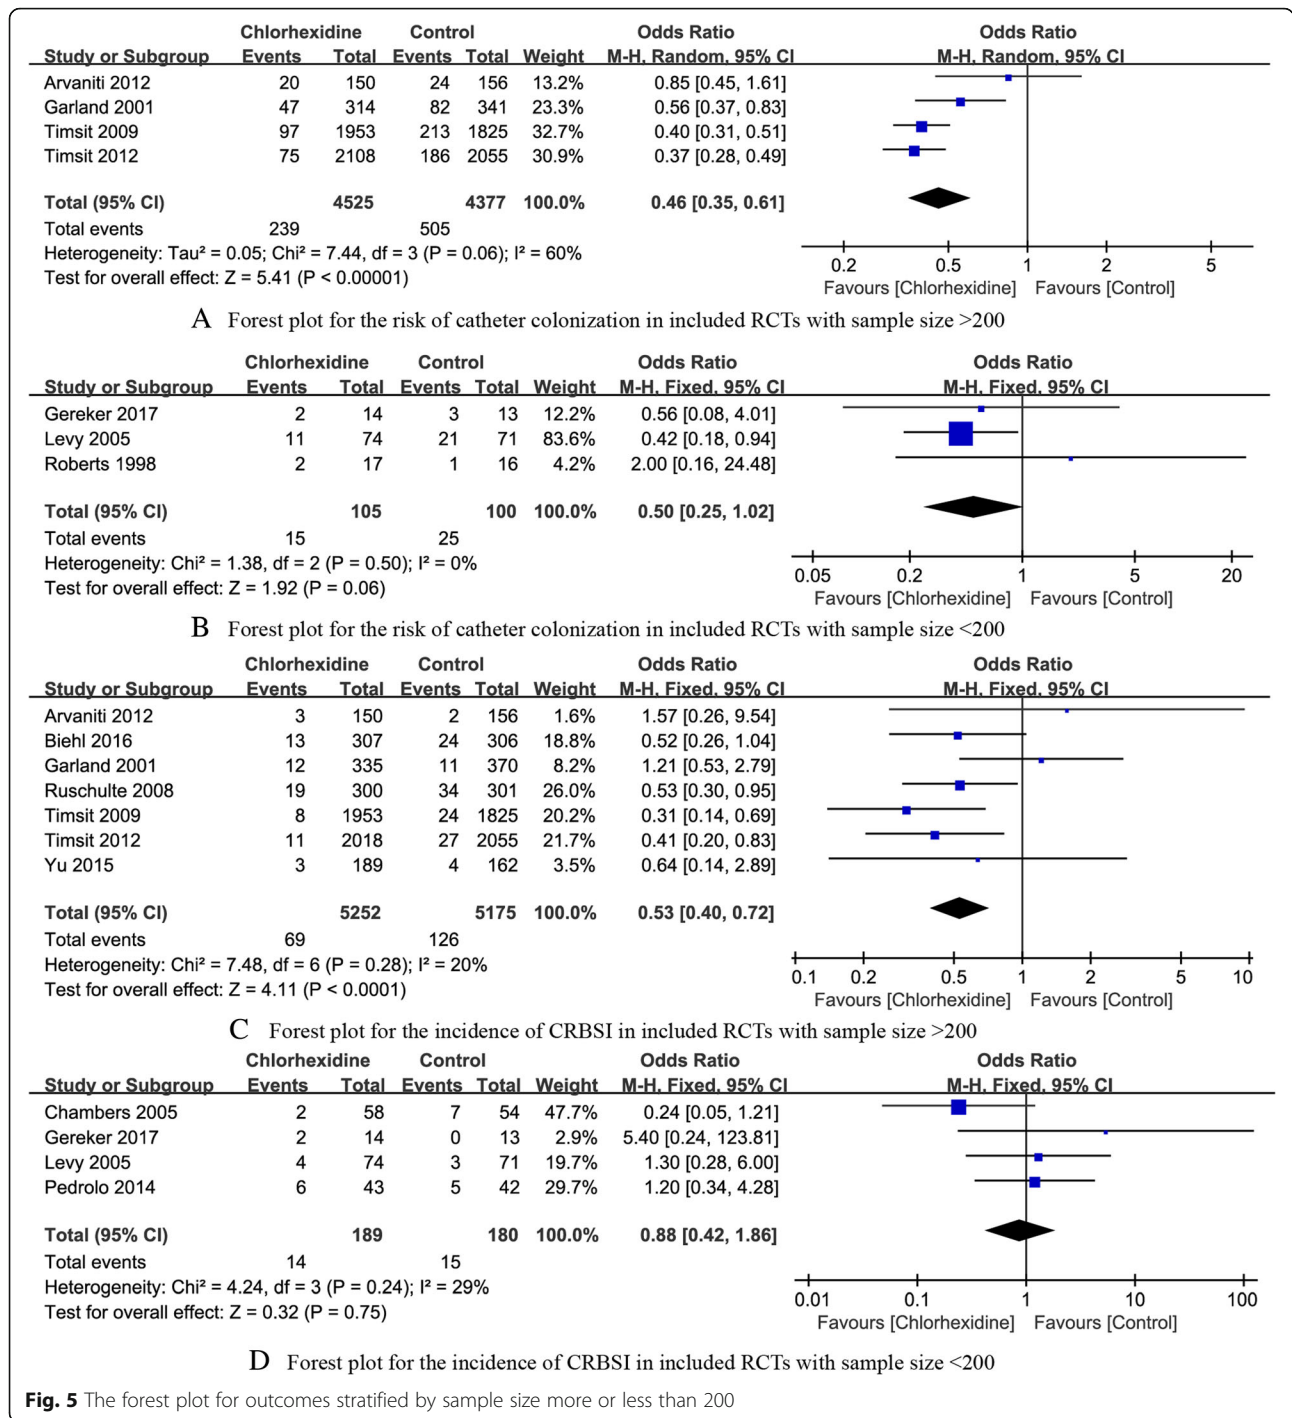 Chlorhexidine Control Odds Ratio Odds Ratio
Study or Subgroup Events Total Events Total Weight M-H, Random, 95% CI M-H, Random, 95% CI
Arvaniti 2012 20 150 24 156 13.2% 0.85 [0.45, 1.61]
Garland 2001 47 314 82 341 23.3% 0.56 [0.37, 0.83]
Timsit 2009 97 1953 213 1825 32.7% 0.40 [0.31, 0.51]
Timsit 2012 75 2108 186 2055 30.9% 0.37 [0.28, 0.49]
Total (95% CI) 4525 4377 100.0% 0.46 [0.35, 0.61]
Total events 239 505
Heterogeneity: Tau² = 0.05; Chi² = 7.44, df = 3 (P = 0.06); I² = 60%
Test for overall effect: Z = 5.41 (P < 0.00001)
0.2 0.5 1 2 5
Favours [Chlorhexidine] Favours [Control]
A Forest plot for the risk of catheter colonization in included RCTs with sample size >200
Chlorhexidine Control Odds Ratio Odds Ratio
Study or Subgroup Events Total Events Total Weight M-H, Fixed, 95% CI M-H, Fixed, 95% CI
Gereker 2017 2 14 3 13 12.2% 0.56 [0.08, 4.01]
Levy 2005 11 74 21 71 83.6% 0.42 [0.18, 0.94]
Roberts 1998 2 17 1 16 4.2% 2.00 [0.16, 24.48]
Total (95% CI) 105 100 100.0% 0.50 [0.25, 1.02]
Total events 15 25
Heterogeneity: Chi² = 1.38, df = 2 (P = 0.50); I² = 0%
Test for overall effect: Z = 1.92 (P = 0.06)
0.05 0.2 1 5 20
Favours [Chlorhexidine] Favours [Control]
B Forest plot for the risk of catheter colonization in included RCTs with sample size <200
Chlorhexidine Control Odds Ratio Odds Ratio
Study or Subgroup Events Total Events Total Weight M-H, Fixed, 95% CI M-H, Fixed, 95% CI
Arvaniti 2012 3 150 2 156 1.6% 1.57 [0.26, 9.54]
Biehl 2016 13 307 24 306 18.8% 0.52 [0.26, 1.04]
Garland 2001 12 335 11 370 8.2% 1.21 [0.53, 2.79]
Ruschulte 2008 19 300 34 301 26.0% 0.53 [0.30, 0.95]
Timsit 2009 8 1953 24 1825 20.2% 0.31 [0.14, 0.69]
Timsit 2012 11 2018 27 2055 21.7% 0.41 [0.20, 0.83]
Yu 2015 3 189 4 162 3.5% 0.64 [0.14, 2.89]
Total (95% CI) 5252 5175 100.0% 0.53 [0.40, 0.72]
Total events 69 126
Heterogeneity: Chi² = 7.48, df = 6 (P = 0.28); I² = 20%
Test for overall effect: Z = 4.11 (P < 0.0001)
0.1 0.2 0.5 1 2 5 10
Favours [Chlorhexidine] Favours [Control]
C Forest plot for the incidence of CRBSI in included RCTs with sample size >200
Chlorhexidine Control Odds Ratio Odds Ratio
Study or Subgroup Events Total Events Total Weight M-H, Fixed, 95% CI M-H, Fixed, 95% CI
Chambers 2005 2 58 7 54 47.7% 0.24 [0.05, 1.21]
Gereker 2017 2 14 0 13 2.9% 5.40 [0.24, 123.81]
Levy 2005 4 74 3 71 19.7% 1.30 [0.28, 6.00]
Pedrolo 2014 6 43 5 42 29.7% 1.20 [0.34, 4.28]
Total (95% CI) 189 180 100.0% 0.88 [0.42, 1.86]
Total events 14 15
Heterogeneity: Chi² = 4.24, df = 3 (P = 0.24); I² = 29%
Test for overall effect: Z = 0.32 (P = 0.75)
0.01 0.1 1 10 100
Favours [Chlorhexidine] Favours [Control]
D Forest plot for the incidence of CRBSI in included RCTs with sample size <200
Fig. 5 The forest plot for outcomes stratified by sample size more or less than 200